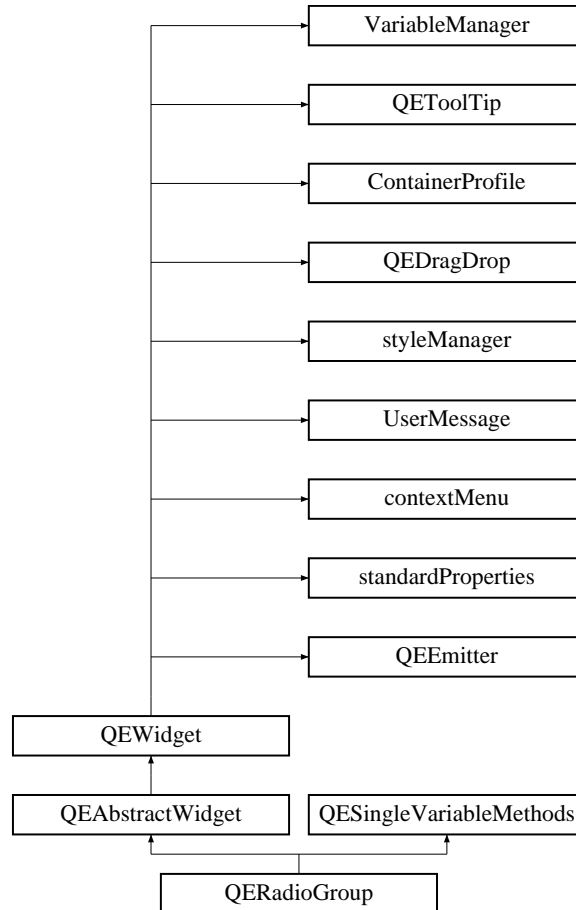 VariableManager
QEToolTip
ContainerProfile
QEDragDrop
styleManager
UserMessage
contextMenu
standardProperties
QEEmitter
QEWidget
QEAbstractWidget
QESingleVariableMethods
QERadioGroup